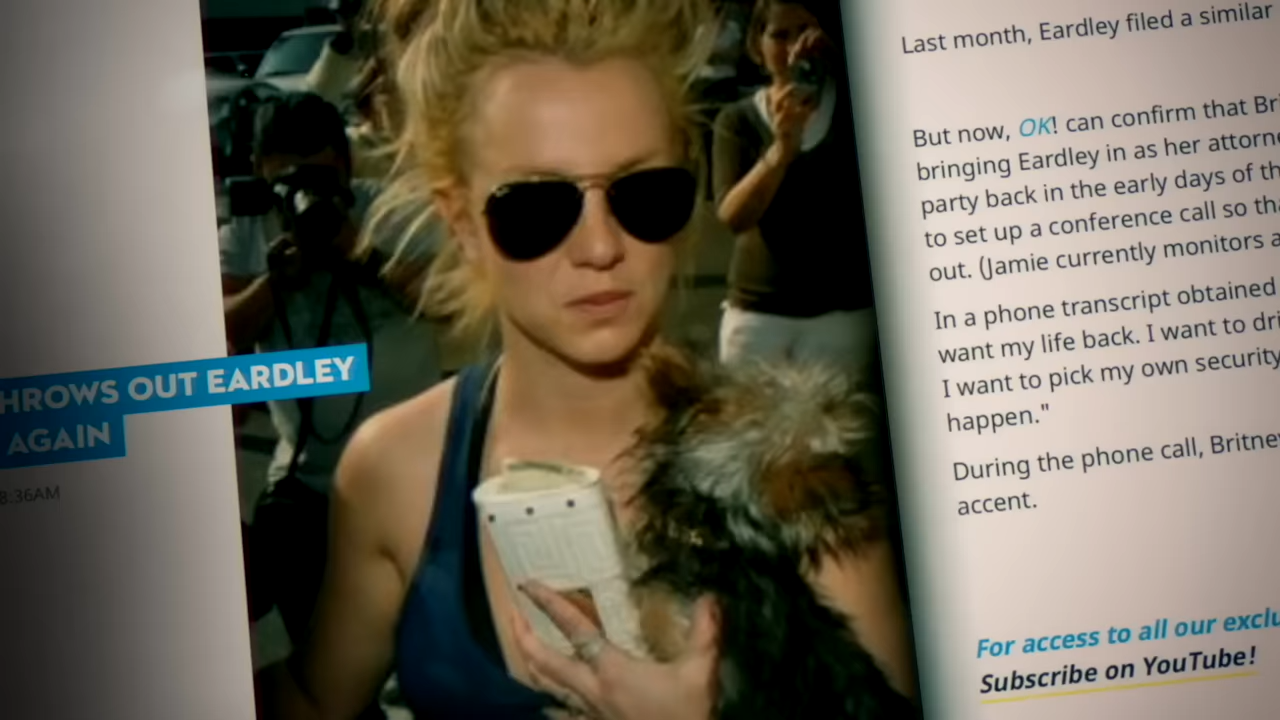 HROWS OUT EARDLEY
AGAIN
8:36AM
Last month, Eardley filed a similar
But now, OK! can confirm that Bri
bringing Eardley in as her attorne
party back in the early days of th
to set up a conference call so tha
out. (Jamie currently monitors a
In a phone transcript obtained
want my life back. I want to dri
I want to pick my own security
happen."
During the phone call, Britney
accent.
For access to all our exclu
Subscribe on YouTube!